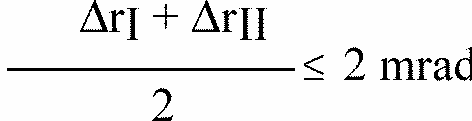 ΔrI + ΔrII
2
≤ 2 mrad